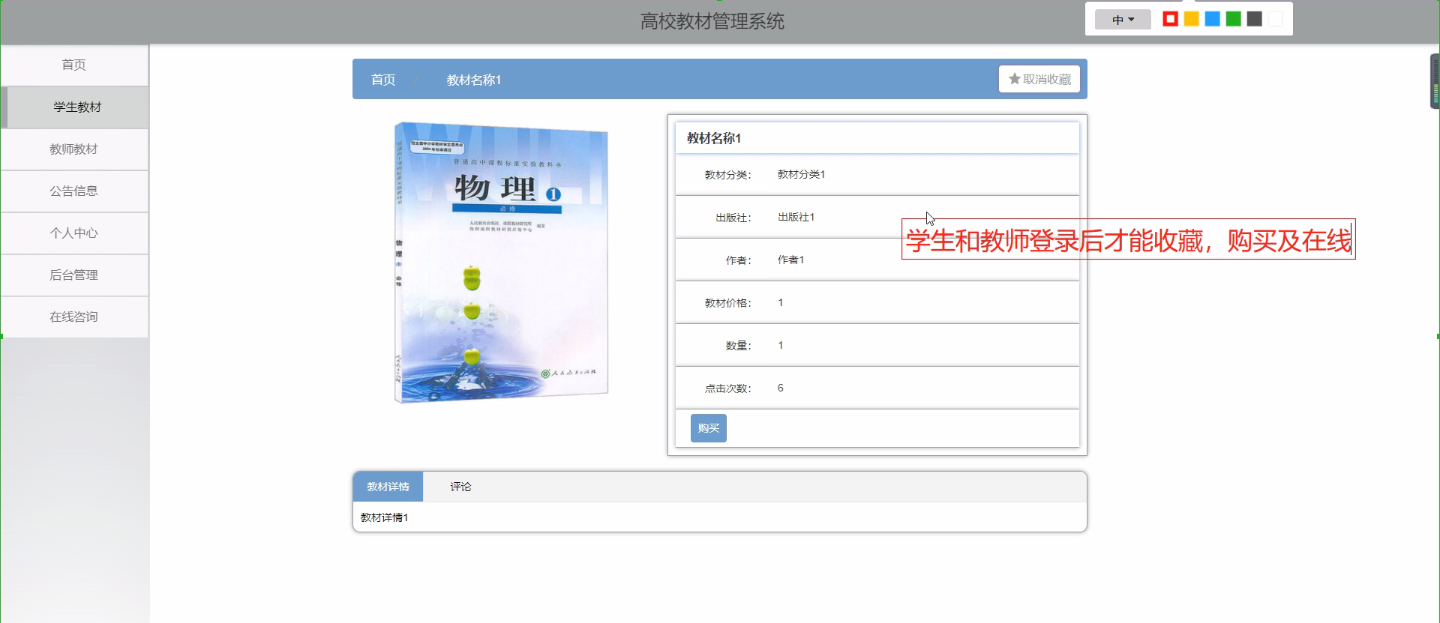 高校教材管理系统
中
首页
学生教材
教师教材
公告信息
个人中心
后台管理
在线咨询
首页 教材名称1
取消收藏
普通高中课程标准实验教科书
物理 1
必修
物理
必修
人民教育出版社
教材名称1
教材分类： 教材分类1
出版社： 出版社1
学生和教师登录后才能收藏，购买及在线
作者： 作者1
教材价格： 1
数量： 1
点击次数： 6
购买
教材详情 评论
教材详情1